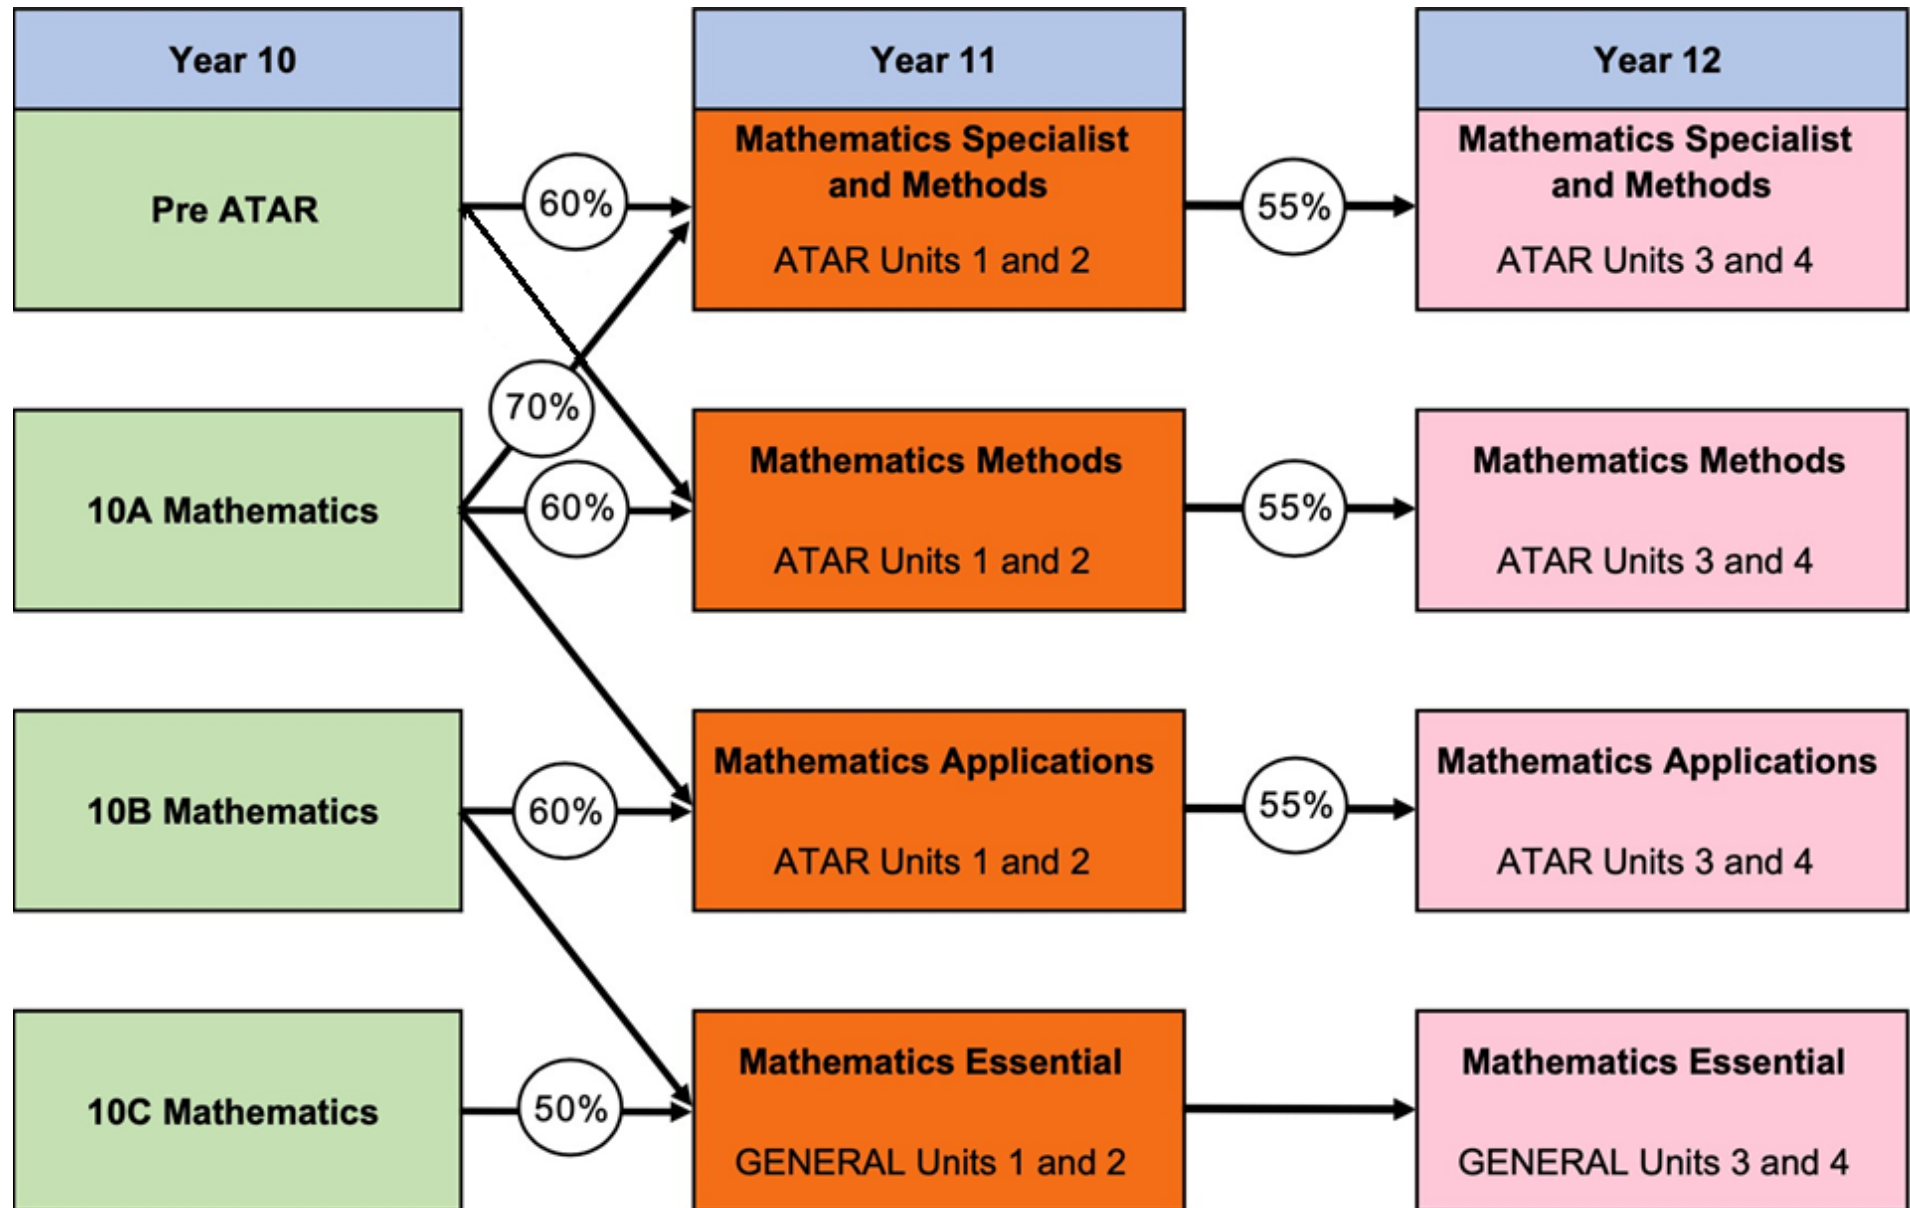 Year 10
Year 11
Year 12
Pre ATAR
60%
Mathematics Specialist
and Methods
ATAR Units 1 and 2
55%
Mathematics Specialist
and Methods
ATAR Units 3 and 4
70%
10A Mathematics
60%
Mathematics Methods
ATAR Units 1 and 2
55%
Mathematics Methods
ATAR Units 3 and 4
10B Mathematics
60%
Mathematics Applications
ATAR Units 1 and 2
55%
Mathematics Applications
ATAR Units 3 and 4
10C Mathematics
50%
Mathematics Essential
GENERAL Units 1 and 2
Mathematics Essential
GENERAL Units 3 and 4